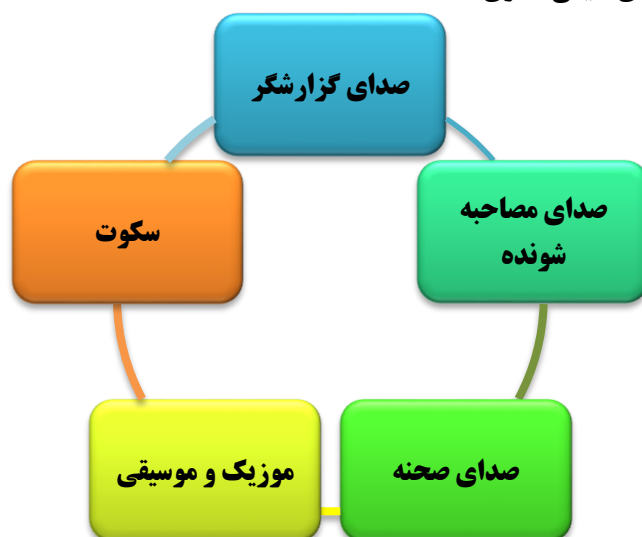 صدای گزارشگر
صدای مصاحبه
شونده
صدای صحنه
موزیک و موسیقی
سکوت